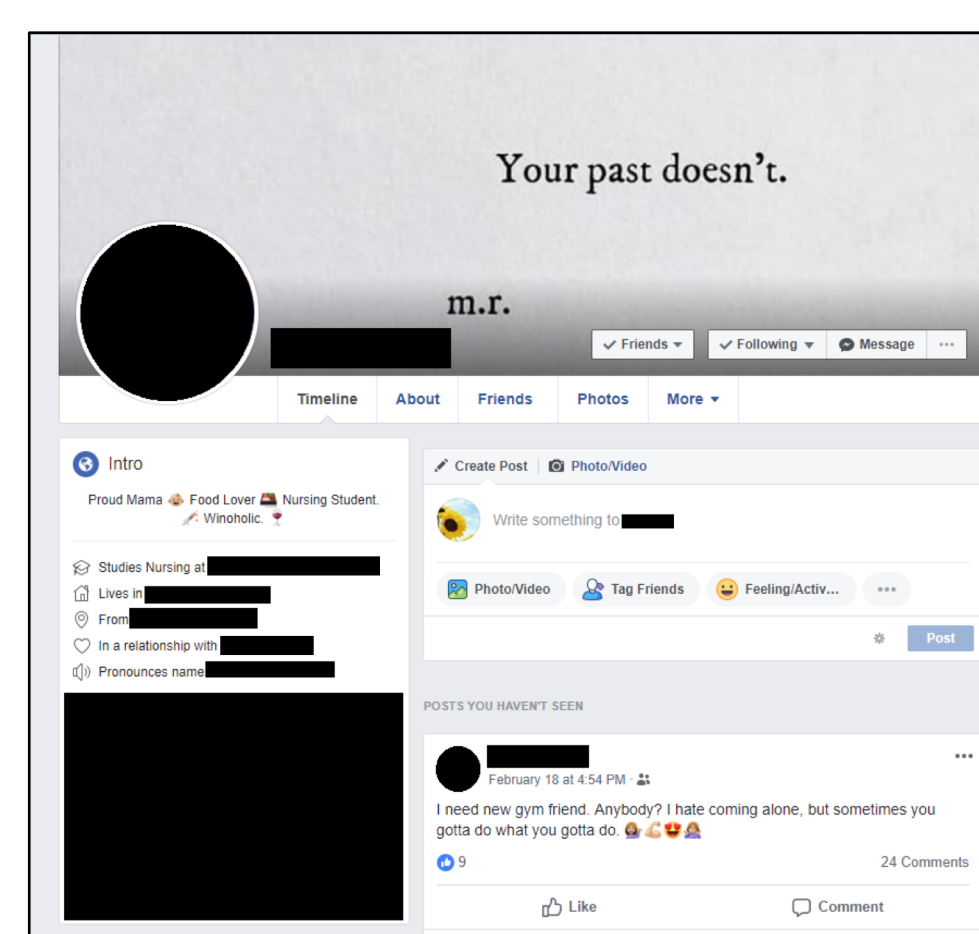 Your past doesn't.
m.r.
Friends
Following
Message
Timeline
About
Friends
Photos
More
Intro
Proud Mama 👶🏼 Food Lover 🍱 Nursing Student.
💉 Winoholic. 🍷
Studies Nursing at
Lives in
From
In a relationship with
Pronounces name
Create Post
Photo/Video
Write something to
Photo/Video
Tag Friends
Feeling/Activ...
Post
POSTS YOU HAVEN'T SEEN
February 18 at 4:54 PM ·
I need new gym friend. Anybody? I hate coming alone, but sometimes you
gotta do what you gotta do. 💁🏽‍♀️💪🏼😍🤷🏼‍♀️
9
24 Comments
Like
Comment